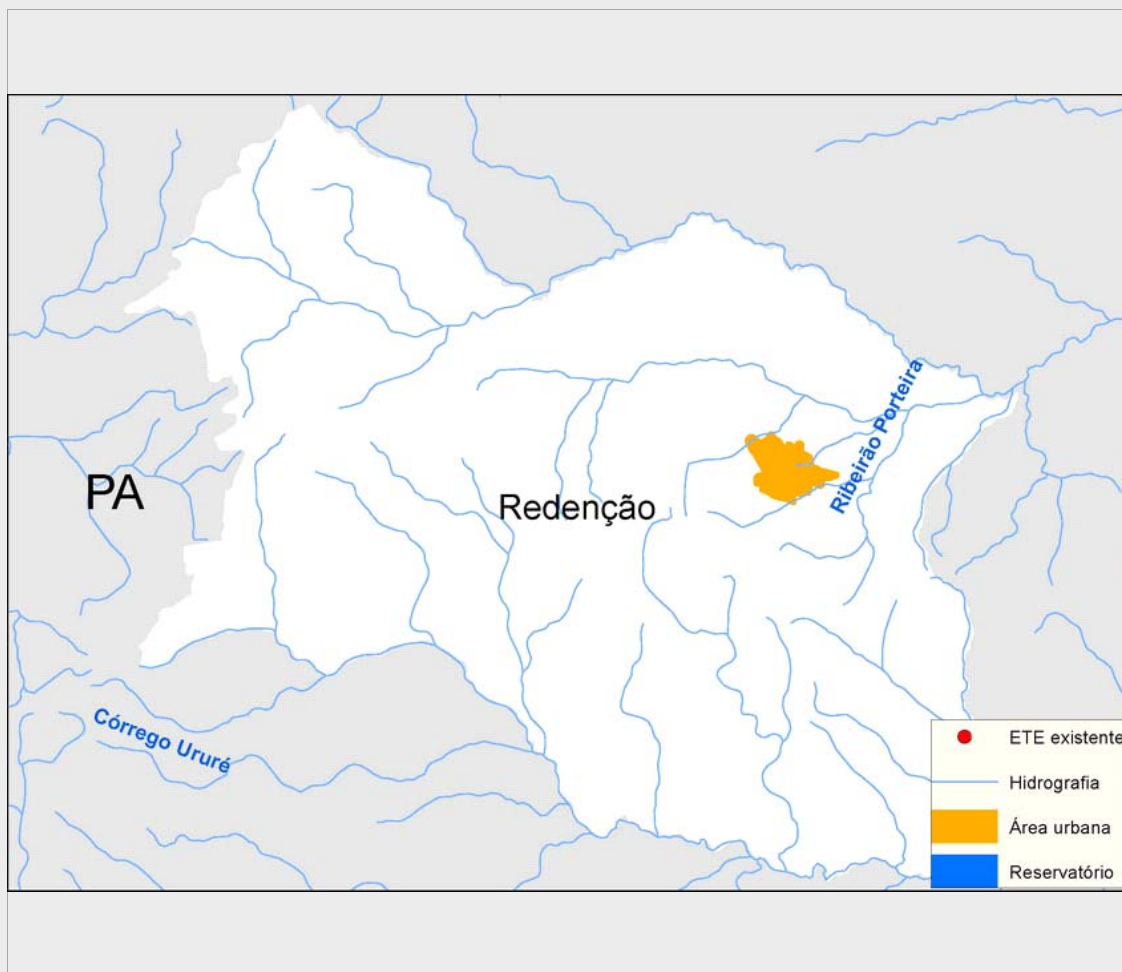 Ribeirão Porteira
PA
Redenção
Córrego Ururé
ETE existente
Hidrografia
Área urbana
Reservatório